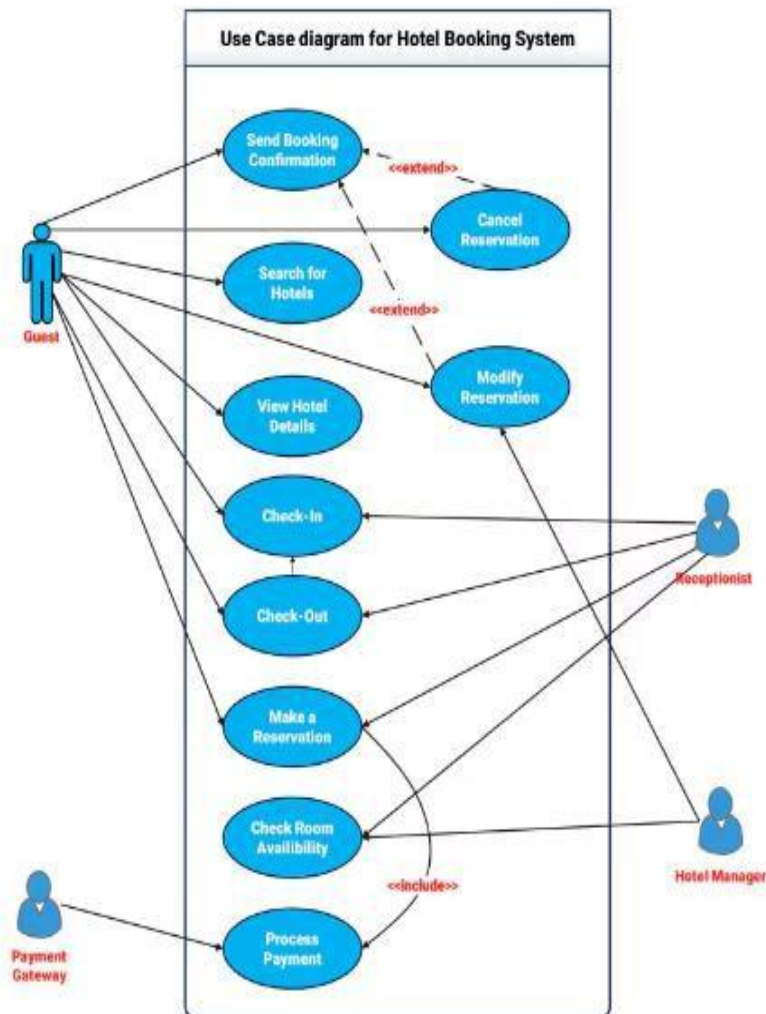 Use Case diagram for Hotel Booking System
Send Booking
Confirmation
<<extend>>
Cancel
Reservation
Guest
Search for
Hotels
<<extend>>
Modify
Reservation
View Hotel
Details
Check-In
Receptionist
Check-Out
Make a
Reservation
Check Room
Availibility
Hotel Manager
<<include>>
Process
Payment
Payment
Gateway